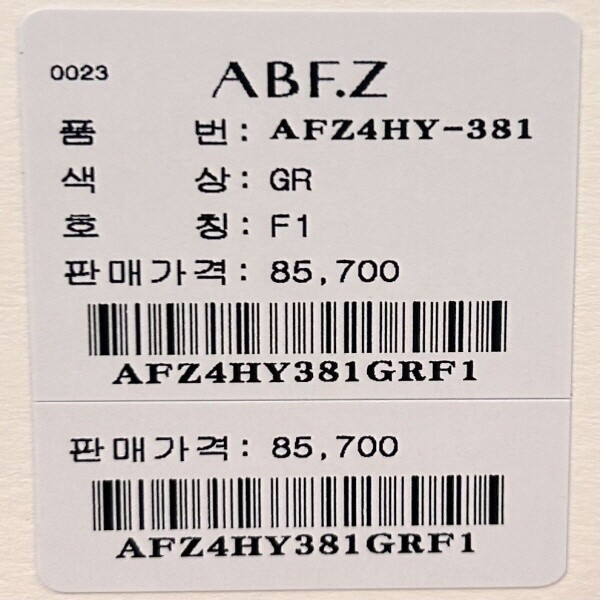 0023 ABF.Z
품 번: AFZ4HY-381
색 상: GR
호 칭: F1
판매가격: 85,700
AFZ4HY381GRF1
판매가격: 85,700
AFZ4HY381GRF1